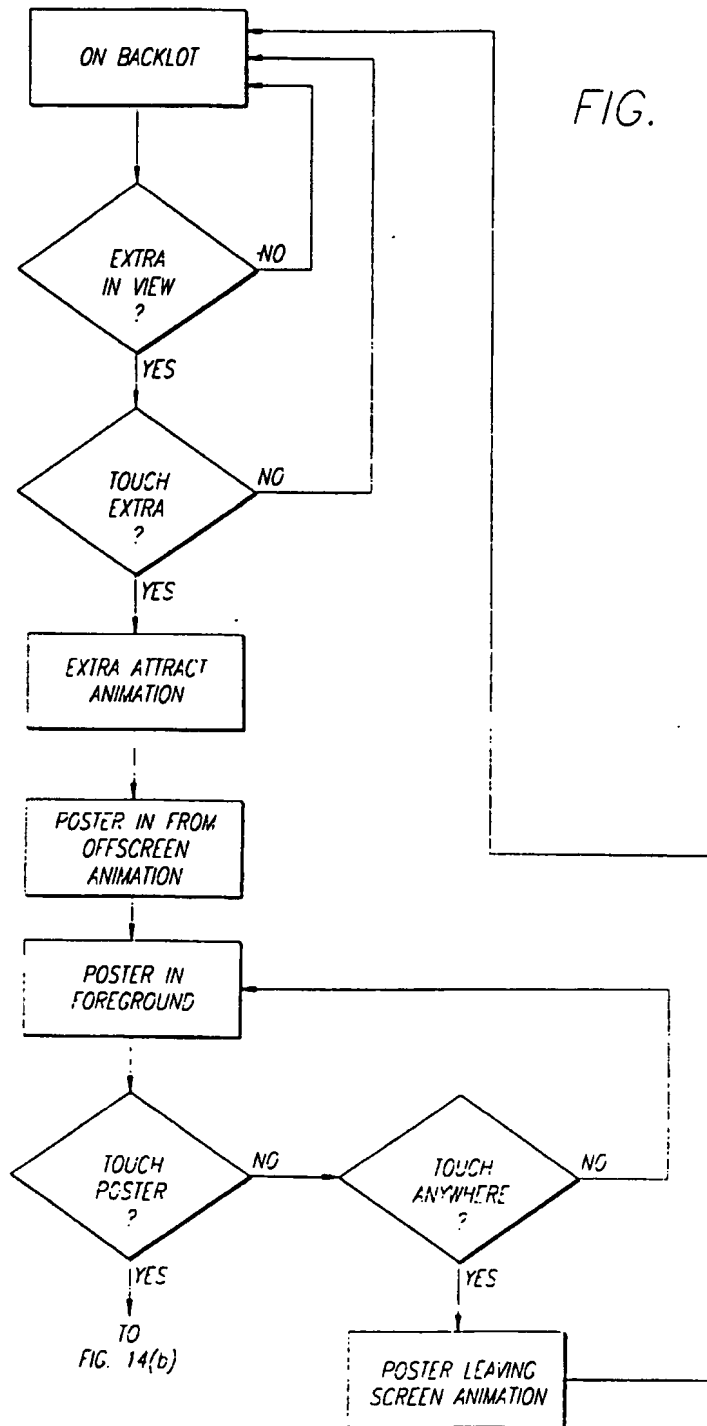 ON BACKLOT
FIG.
EXTRA
IN VIEW
?
NO
YES
TOUCH
EXTRA
?
NO
YES
EXTRA ATTRACT
ANIMATION
POSTER IN FROM
OFFSCREEN
ANIMATION
POSTER IN
FOREGROUND
TOUCH
POSTER
?
NO
TOUCH
ANYWHERE
?
NO
YES
YES
TO
FIG. 14(b)
POSTER LEAVING
SCREEN ANIMATION